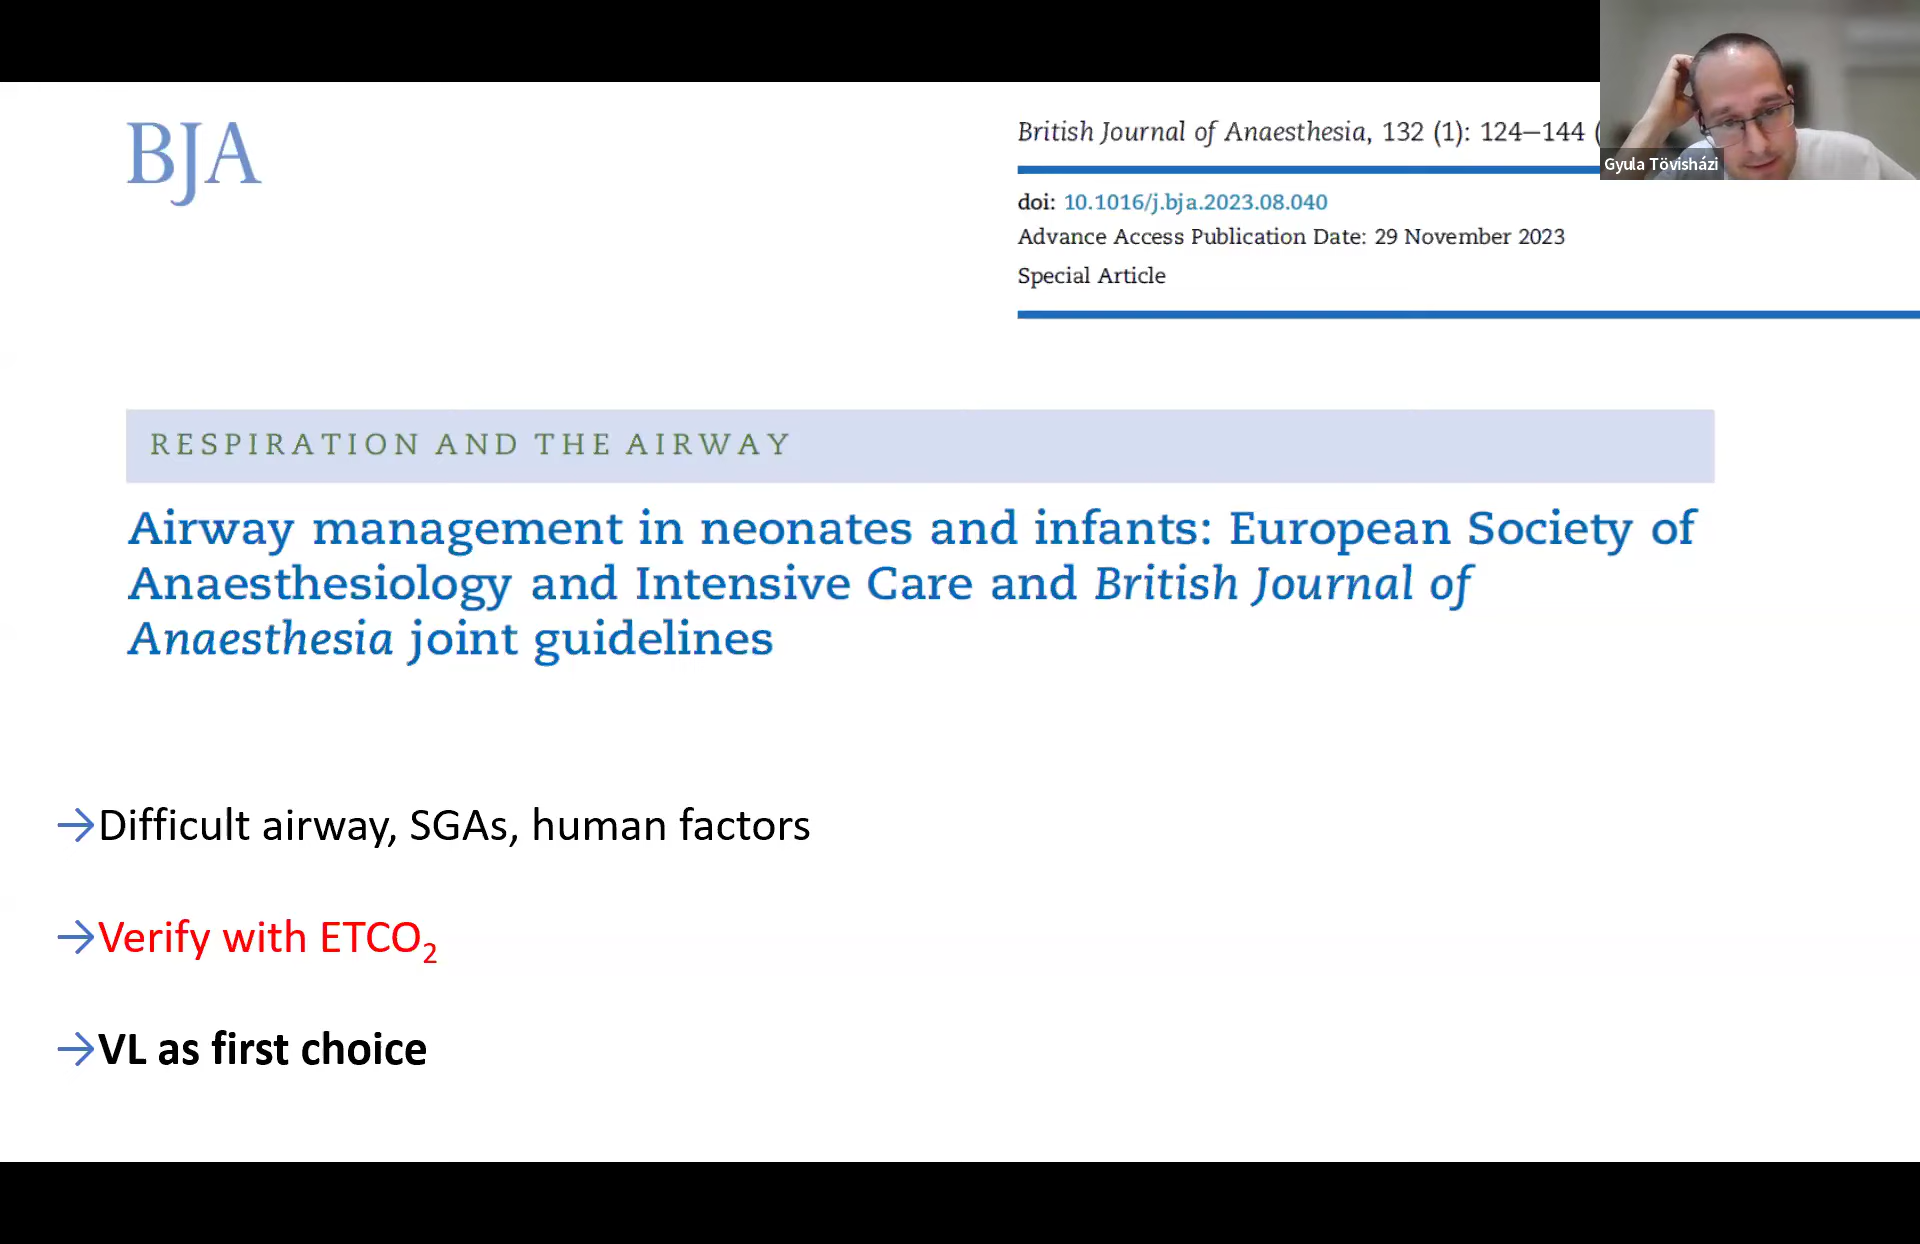 BJA
British Journal of Anaesthesia, 132 (1): 124–144 (
Gyula Tövisházi
doi: 10.1016/j.bja.2023.08.040
Advance Access Publication Date: 29 November 2023
Special Article
RESPIRATION AND THE AIRWAY
Airway management in neonates and infants: European Society of
Anaesthesiology and Intensive Care and British Journal of
Anaesthesia joint guidelines
→Difficult airway, SGAs, human factors
→Verify with ETCO₂
→VL as first choice